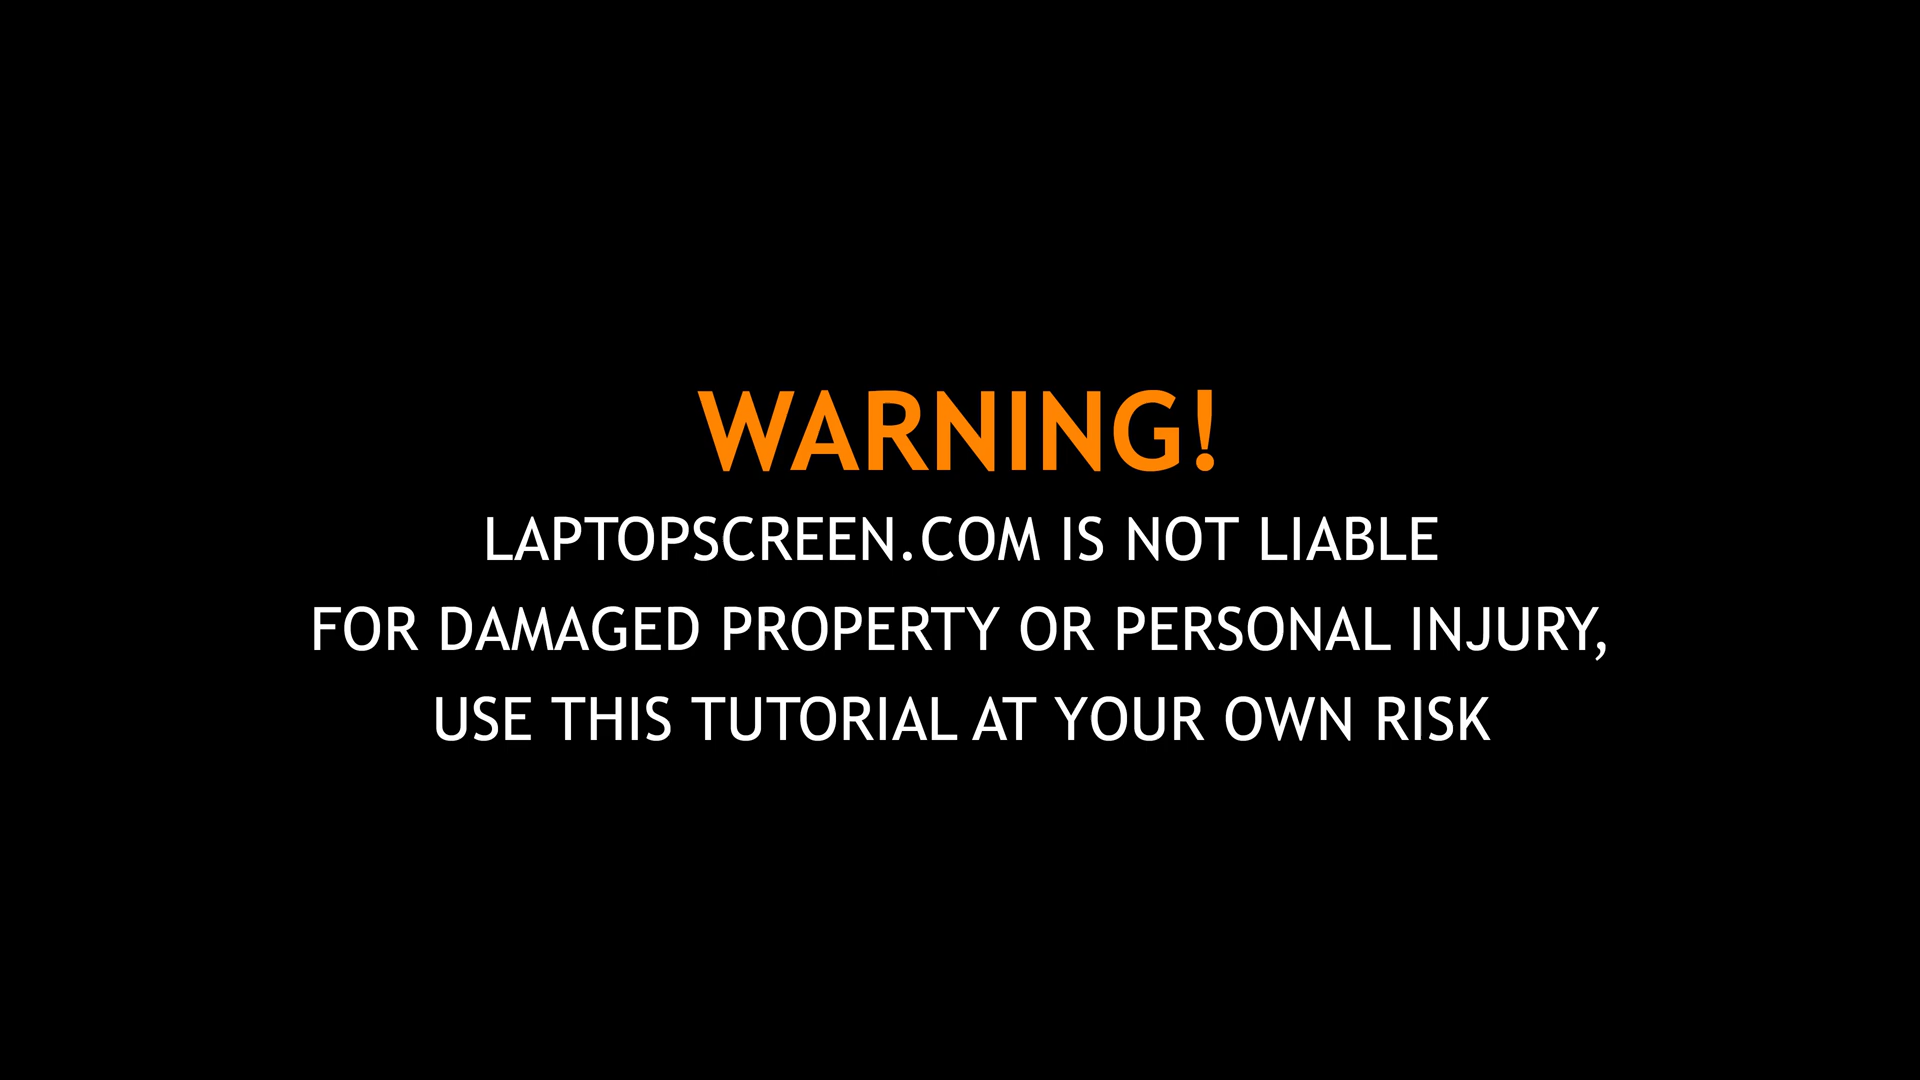 WARNING!
LAPTOPSCREEN.COM IS NOT LIABLE
FOR DAMAGED PROPERTY OR PERSONAL INJURY,
USE THIS TUTORIAL AT YOUR OWN RISK